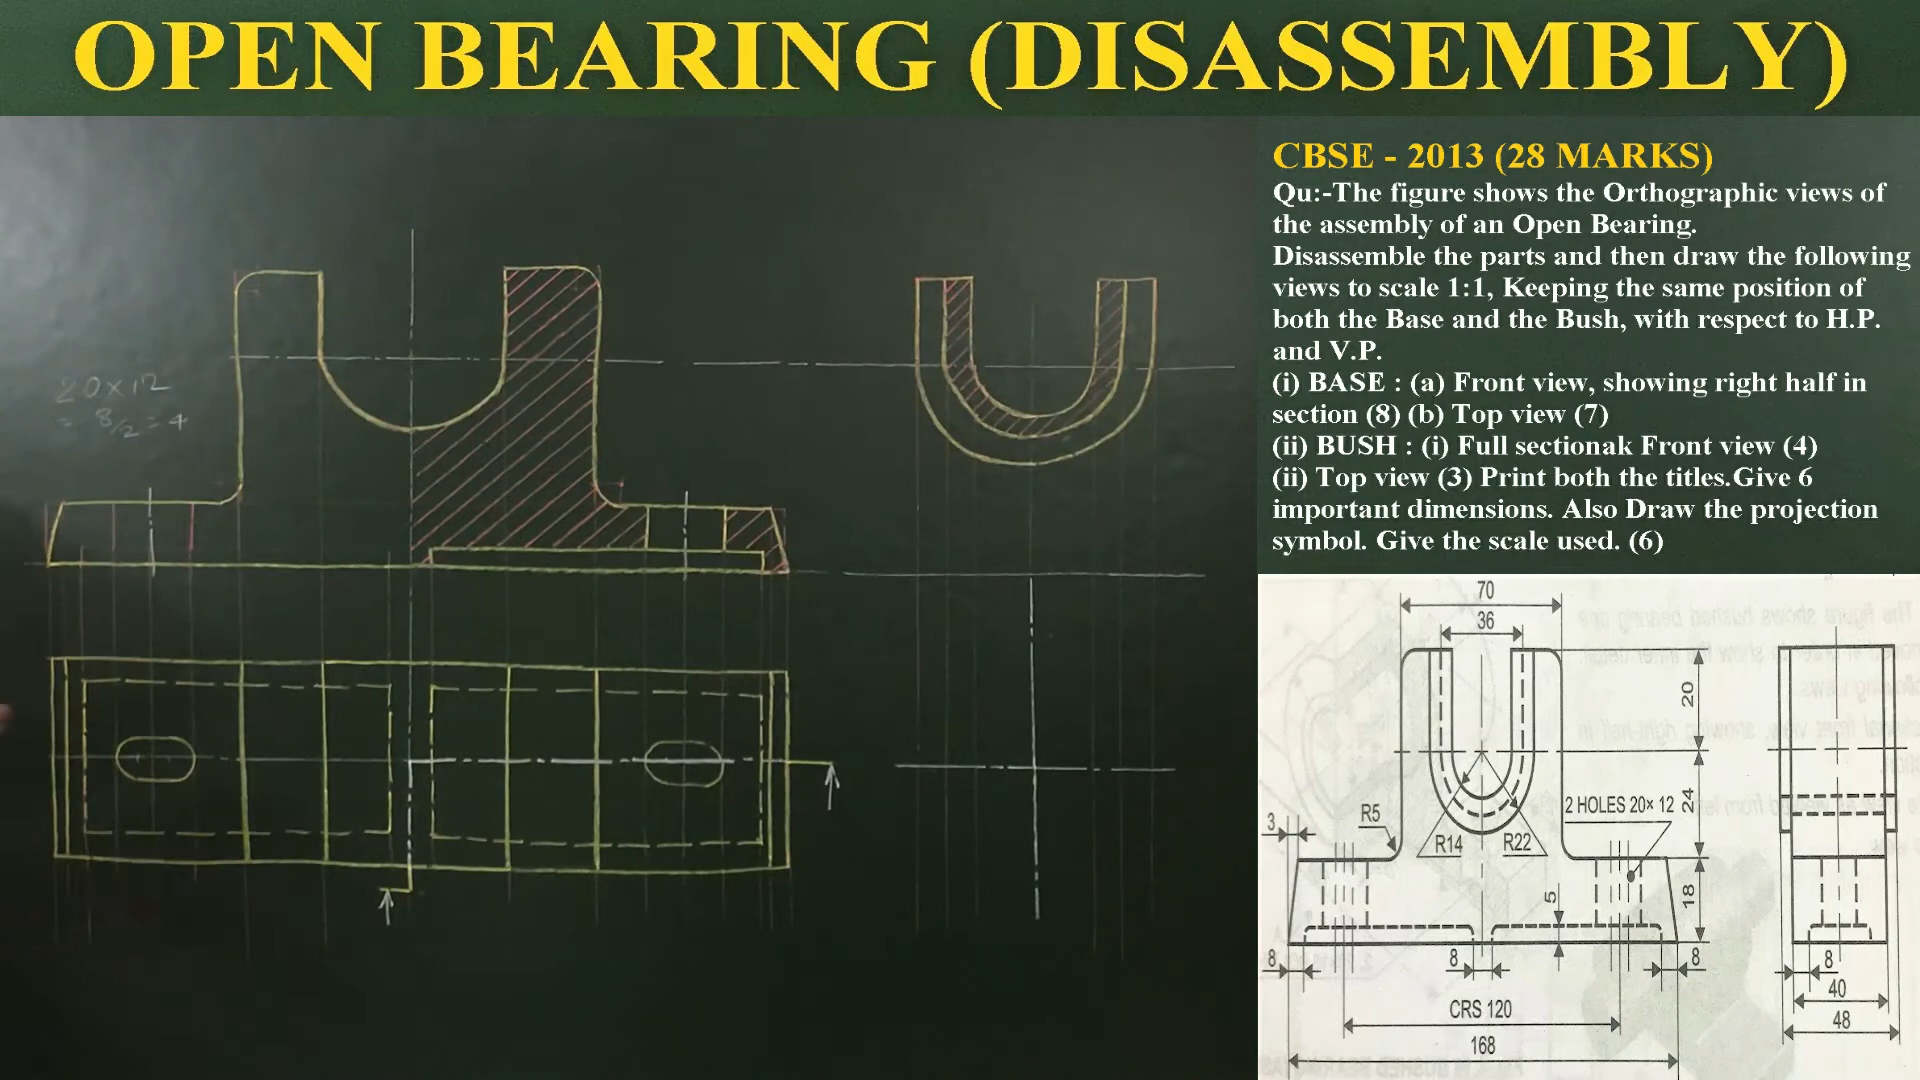 OPEN BEARING (DISASSEMBLY)
20 x 12
= 8/2 = 4
CBSE - 2013 (28 MARKS)
Qu:-The figure shows the Orthographic views of
the assembly of an Open Bearing.
Disassemble the parts and then draw the following
views to scale 1:1, Keeping the same position of
both the Base and the Bush, with respect to H.P.
and V.P.
(i) BASE : (a) Front view, showing right half in
section (8) (b) Top view (7)
(ii) BUSH : (i) Full sectionak Front view (4)
(ii) Top view (3) Print both the titles.Give 6
important dimensions. Also Draw the projection
symbol. Give the scale used. (6)
70
36
20
2 HOLES 20× 12
24
R5
3
R14
R22
5
18
8
8
8
8
40
CRS 120
48
168